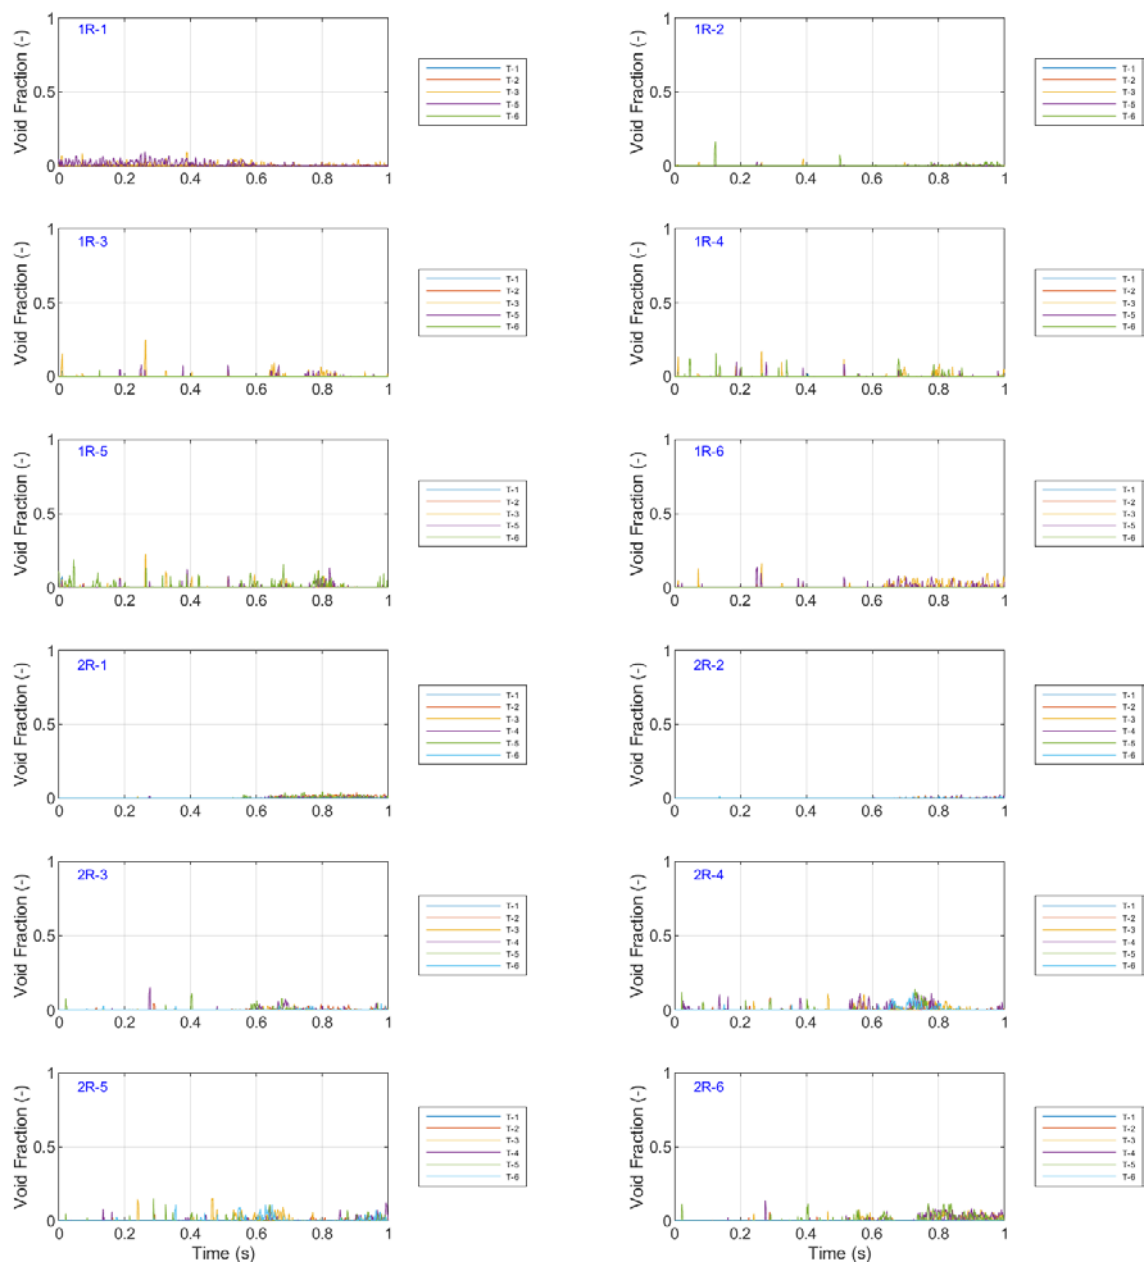 1R-1
Void Fraction (-)
1
0.5
0
0 0.2 0.4 0.6 0.8 1
T-1
T-2
T-3
T-5
T-6
1R-2
Void Fraction (-)
1
0.5
0
0 0.2 0.4 0.6 0.8 1
T-1
T-2
T-3
T-5
T-6
1R-3
Void Fraction (-)
1
0.5
0
0 0.2 0.4 0.6 0.8 1
T-1
T-2
T-3
T-5
T-6
1R-4
Void Fraction (-)
1
0.5
0
0 0.2 0.4 0.6 0.8 1
T-1
T-2
T-3
T-5
T-6
1R-5
Void Fraction (-)
1
0.5
0
0 0.2 0.4 0.6 0.8 1
T-1
T-2
T-3
T-5
T-6
1R-6
Void Fraction (-)
1
0.5
0
0 0.2 0.4 0.6 0.8 1
T-1
T-2
T-3
T-5
T-6
2R-1
Void Fraction (-)
1
0.5
0
0 0.2 0.4 0.6 0.8 1
T-1
T-2
T-3
T-4
T-5
T-6
2R-2
Void Fraction (-)
1
0.5
0
0 0.2 0.4 0.6 0.8 1
T-1
T-2
T-3
T-4
T-5
T-6
2R-3
Void Fraction (-)
1
0.5
0
0 0.2 0.4 0.6 0.8 1
T-1
T-2
T-3
T-4
T-5
T-6
2R-4
Void Fraction (-)
1
0.5
0
0 0.2 0.4 0.6 0.8 1
T-1
T-2
T-3
T-4
T-5
T-6
2R-5
Void Fraction (-)
1
0.5
0
0 0.2 0.4 0.6 0.8 1
Time (s)
T-1
T-2
T-3
T-4
T-5
T-6
2R-6
Void Fraction (-)
1
0.5
0
0 0.2 0.4 0.6 0.8 1
Time (s)
T-1
T-2
T-3
T-4
T-5
T-6